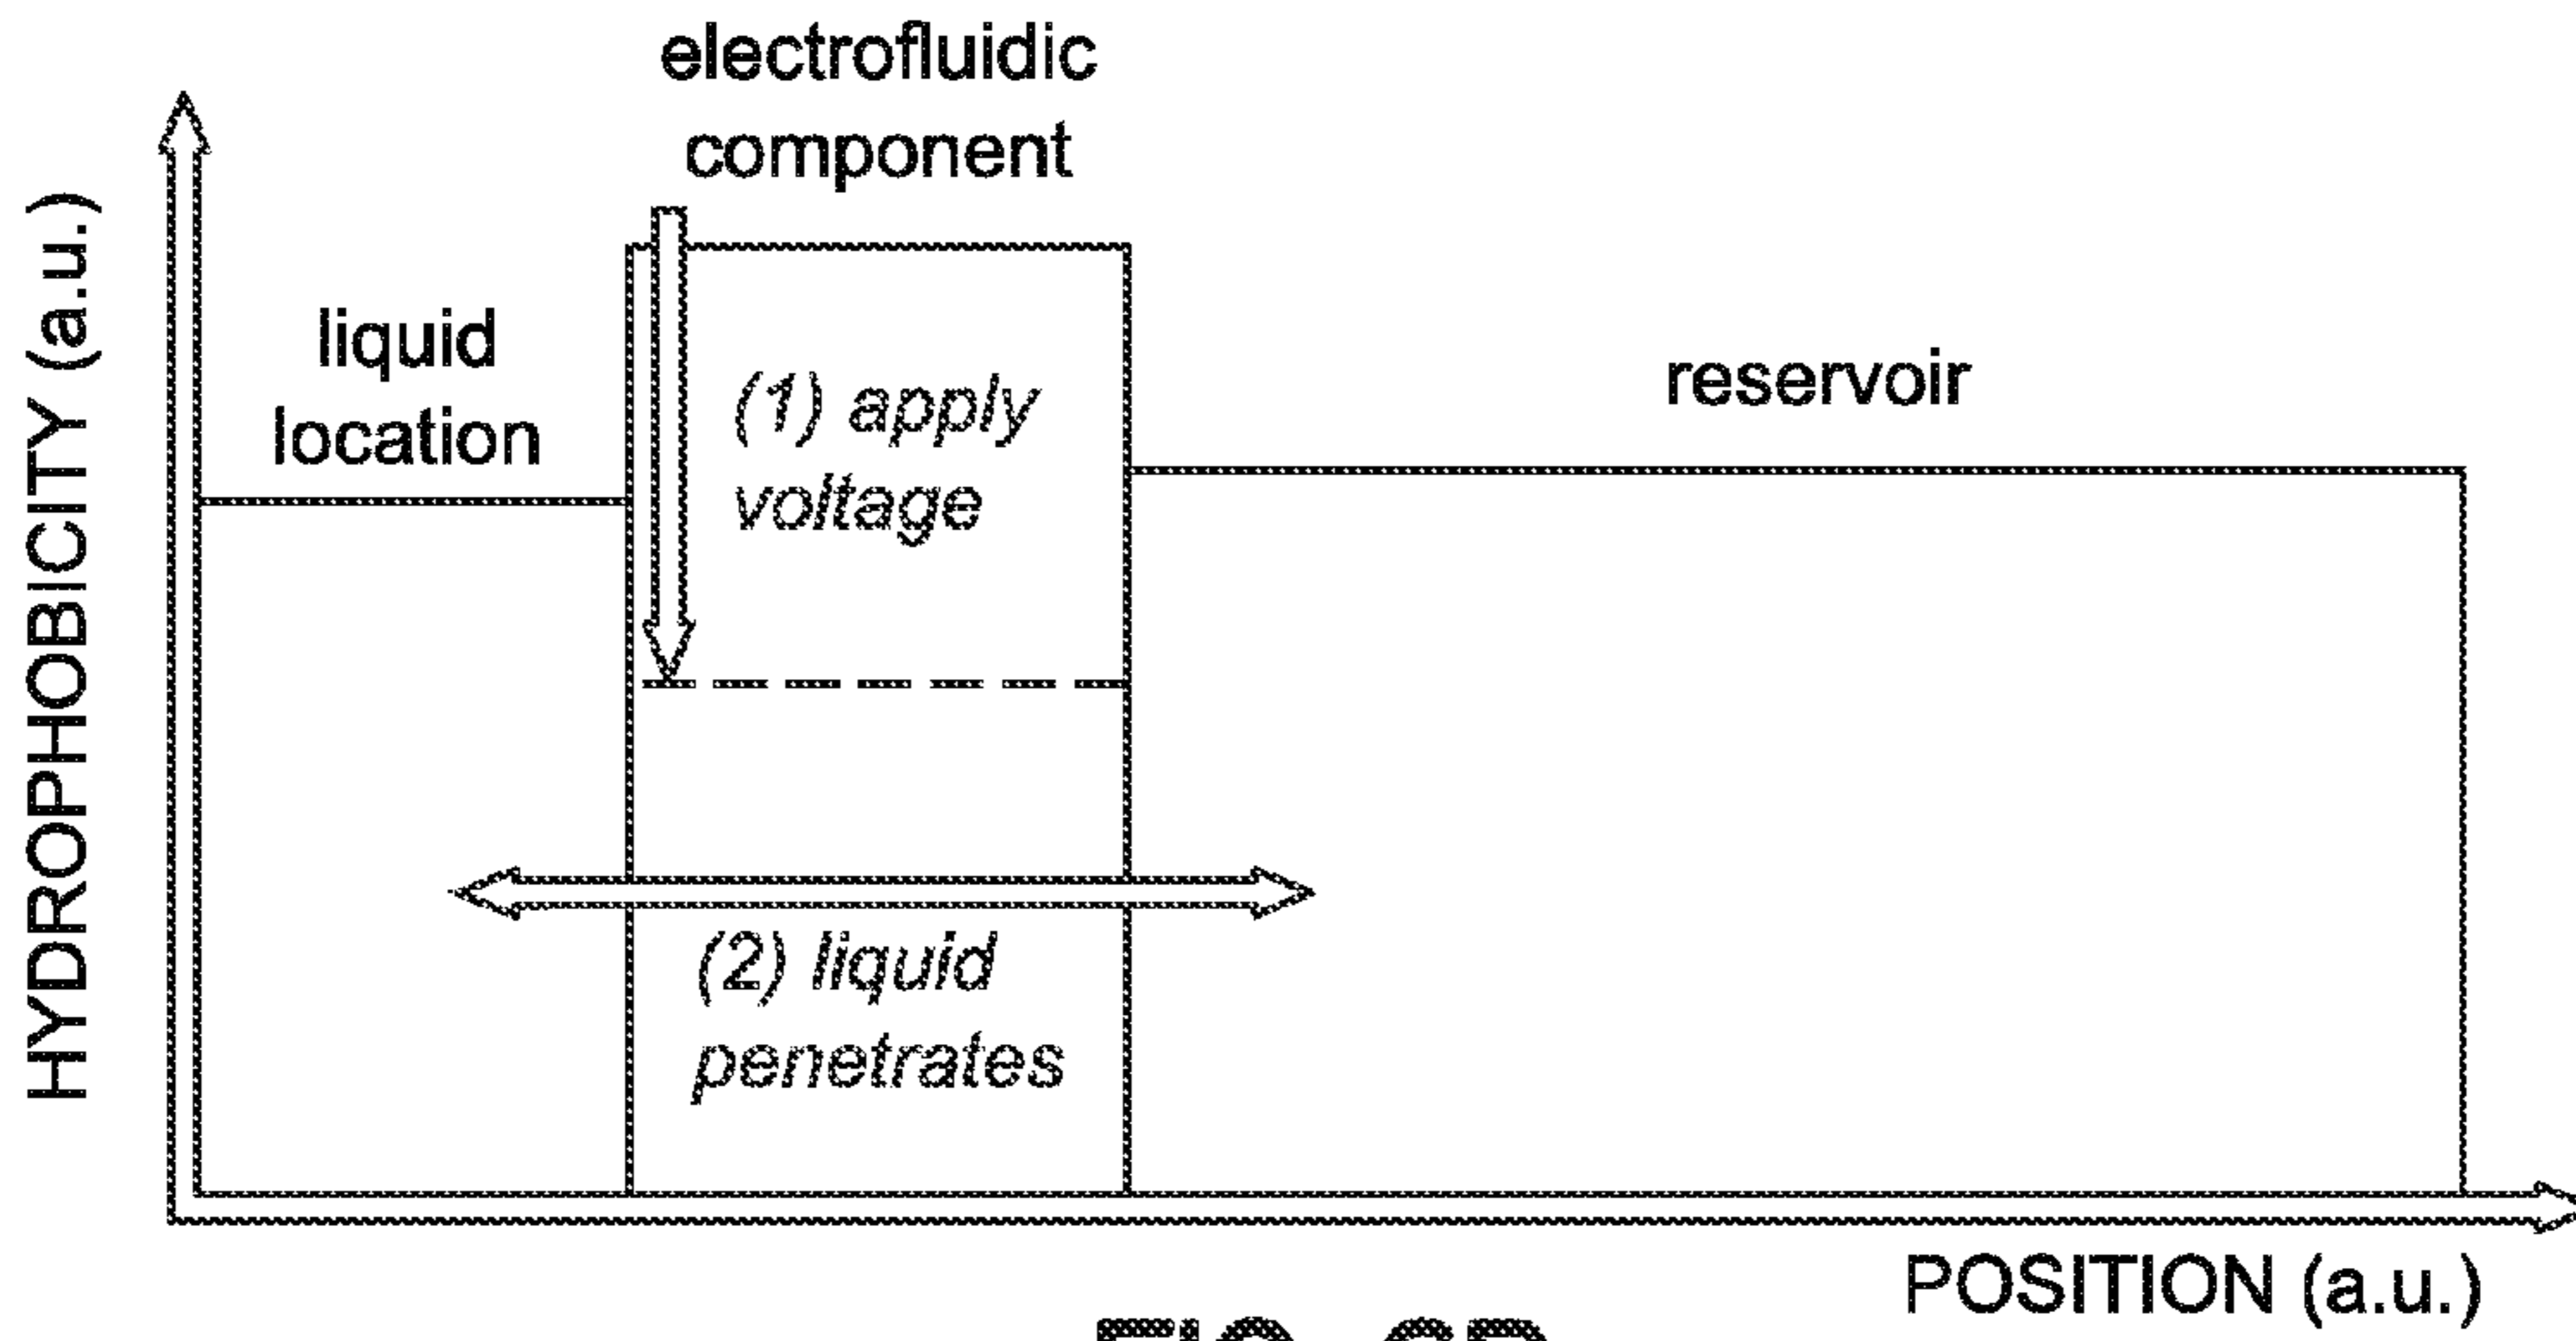 electrofluidic
component
HYDROPHOBICITY (a.u.)
liquid
location
(1) apply
voltage
reservoir
(2) liquid
penetrates
POSITION (a.u.)